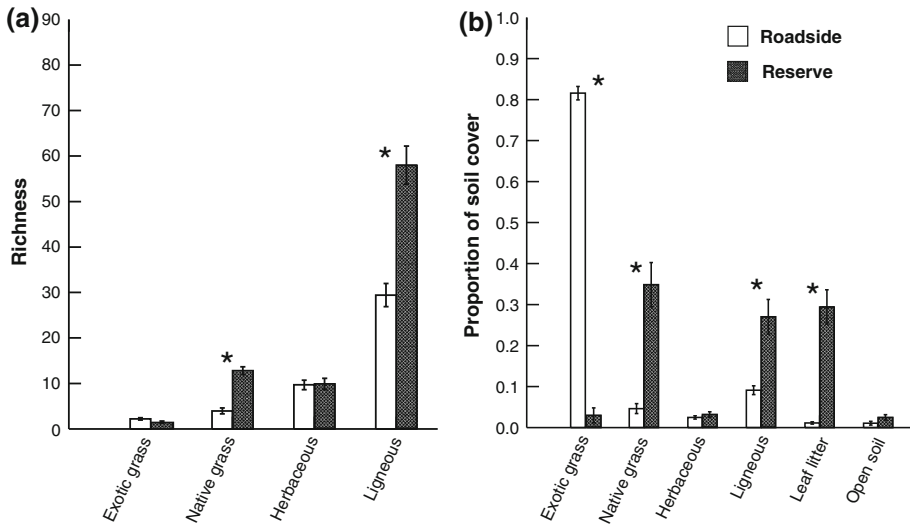 (a)
Richness
90
80
70
60
50
40
30
20
10
0
*
*
Exotic grass
Native grass
Herbaceous
Ligneous
(b)
Proportion of soil cover
1.0
0.9
0.8
0.7
0.6
0.5
0.4
0.3
0.2
0.1
0.0
Roadside
Reserve
*
*
*
*
Exotic grass
Native grass
Herbaceous
Ligneous
Leaf litter
Open soil